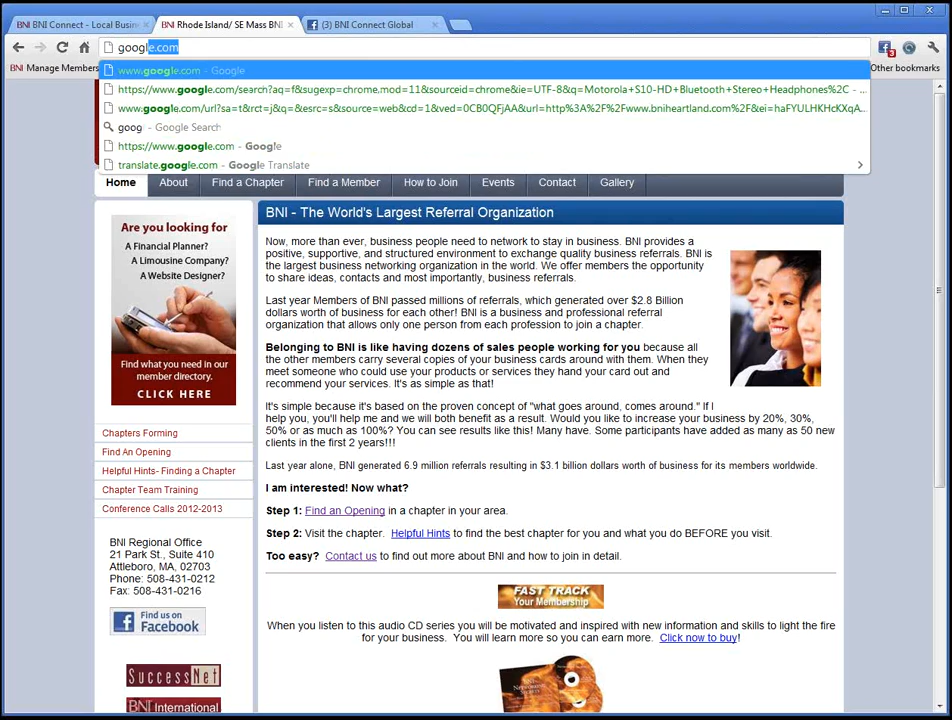 BNI BNI Connect - Local Busin
BNI Rhode Island/ SE Mass BNI
(3) BNI Connect Global
google.com
3
BNI Manage Members
Other bookmarks
www.google.com - Google
https://www.google.com/search?aq=f&sugexp=chrome,mod=11&sourceid=chrome&ie=UTF-8&q=Motorola+S10-HD+Bluetooth+Stereo+Headphones%2C - ...
www.google.com/url?sa=t&rct=j&q=&esrc=s&source=web&cd=1&ved=0CB0QFjAA&url=http%3A%2F%2Fwww.bniheartland.com%2F&ei=haFYULHKHcXqA...
goog - Google Search
https://www.google.com - Google
translate.google.com - Google Translate
Home About Find a Chapter Find a Member How to Join Events Contact Gallery
Are you looking for
A Financial Planner?
A Limousine Company?
A Website Designer?
Find what you need in our
member directory.
CLICK HERE
Chapters Forming
Find An Opening
Helpful Hints- Finding a Chapter
Chapter Team Training
Conference Calls 2012-2013
BNI Regional Office
21 Park St., Suite 410
Attleboro, MA, 02703
Phone: 508-431-0212
Fax: 508-431-0216
Find us on
Facebook
SuccessNet
BNI International
BNI - The World's Largest Referral Organization
Now, more than ever, business people need to network to stay in business. BNI provides a
positive, supportive, and structured environment to exchange quality business referrals. BNI is
the largest business networking organization in the world. We offer members the opportunity
to share ideas, contacts and most importantly, business referrals.
Last year Members of BNI passed millions of referrals, which generated over $2.8 Billion
dollars worth of business for each other! BNI is a business and professional referral
organization that allows only one person from each profession to join a chapter.
Belonging to BNI is like having dozens of sales people working for you because all
the other members carry several copies of your business cards around with them. When they
meet someone who could use your products or services they hand your card out and
recommend your services. It's as simple as that!
It's simple because it's based on the proven concept of "what goes around, comes around." If I
help you, you'll help me and we will both benefit as a result. Would you like to increase your business by 20%, 30%,
50% or as much as 100%? You can see results like this! Many have. Some participants have added as many as 50 new
clients in the first 2 years!!!
Last year alone, BNI generated 6.9 million referrals resulting in $3.1 billion dollars worth of business for its members worldwide.
I am interested! Now what?
Step 1: Find an Opening in a chapter in your area.
Step 2: Visit the chapter. Helpful Hints to find the best chapter for you and what you do BEFORE you visit.
Too easy? Contact us to find out more about BNI and how to join in detail.
FAST TRACK
Your Membership
When you listen to this audio CD series you will be motivated and inspired with new information and skills to light the fire
for your business. You will learn more so you can earn more. Click now to buy!